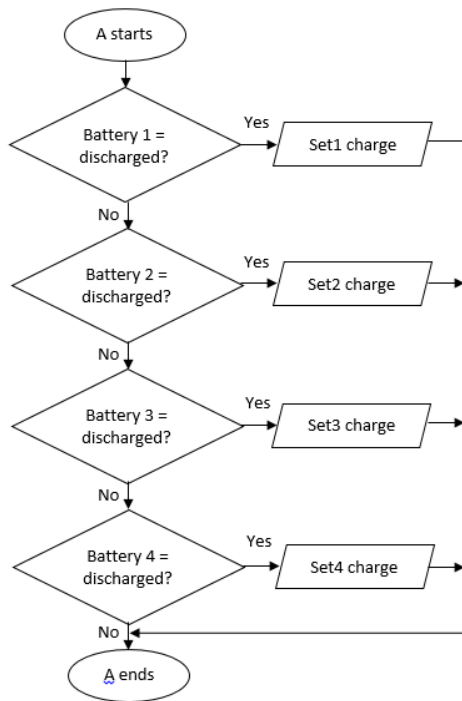 A starts
Battery 1 =
discharged?
Yes
Set1 charge
No
Battery 2 =
discharged?
Yes
Set2 charge
No
Battery 3 =
discharged?
Yes
Set3 charge
No
Battery 4 =
discharged?
Yes
Set4 charge
No
A ends